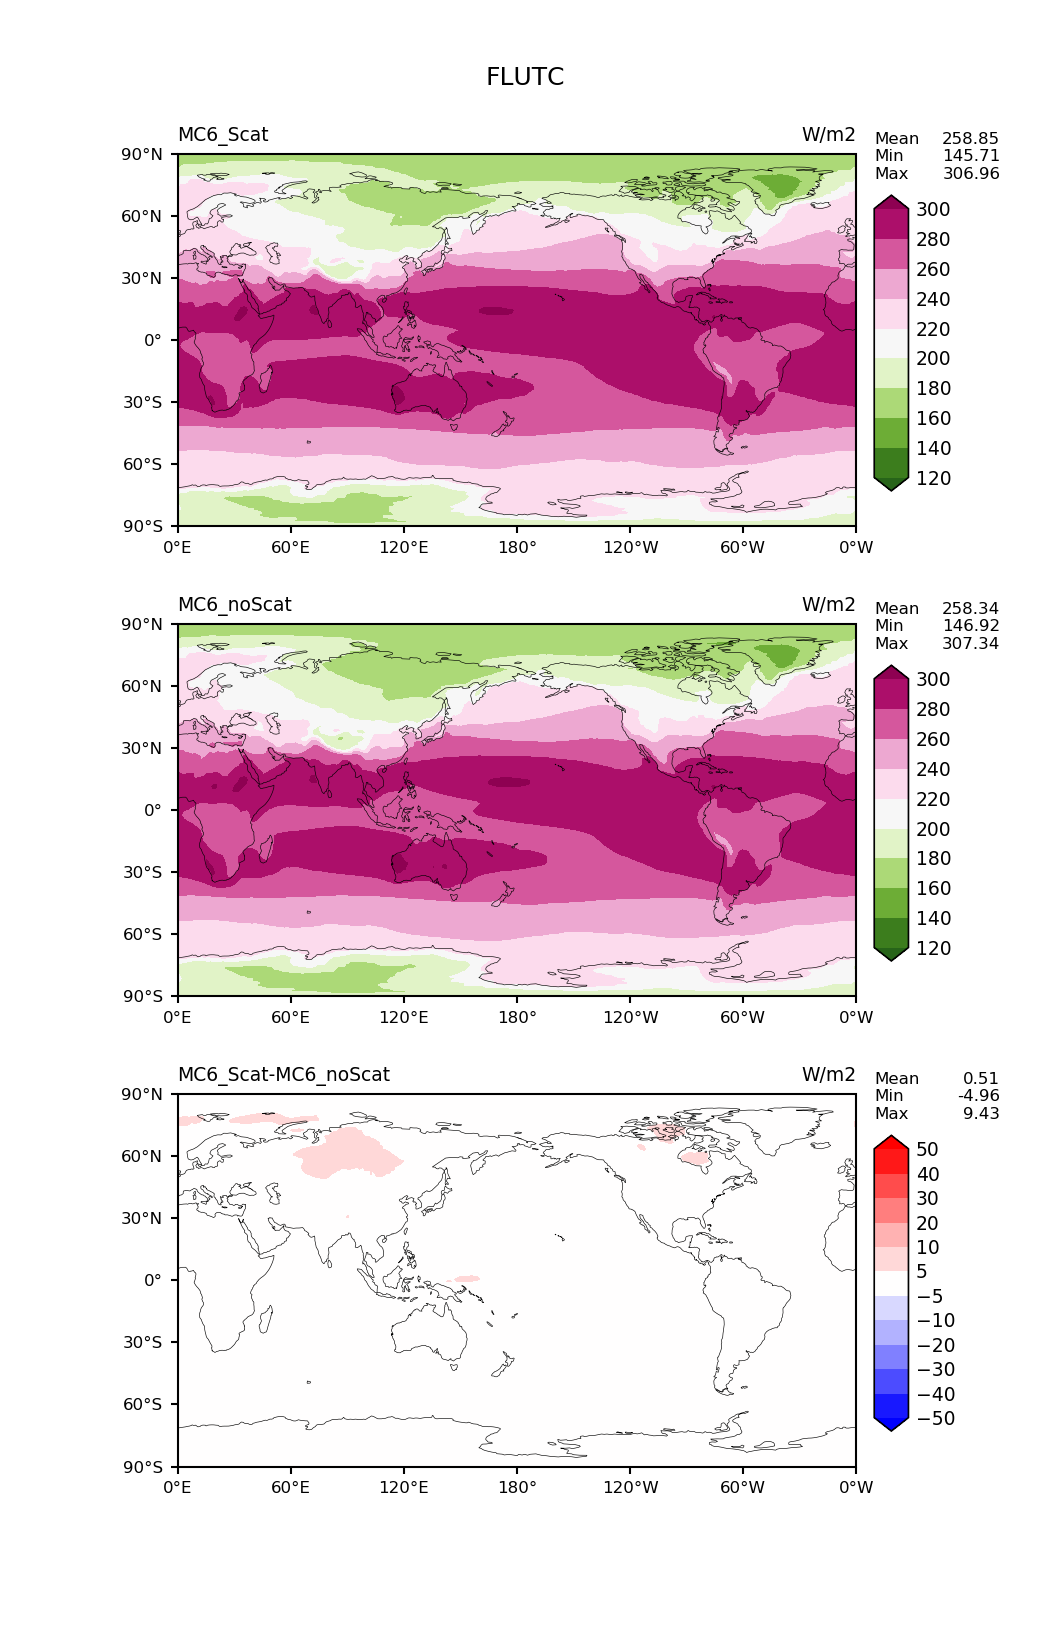 FLUTC
MC6_Scat W/m2
Mean 258.85
Min 145.71
Max 306.96
90°N
60°N
30°N
0°
30°S
60°S
90°S
0°E 60°E 120°E 180° 120°W 60°W 0°W
300
280
260
240
220
200
180
160
140
120
MC6_noScat W/m2
Mean 258.34
Min 146.92
Max 307.34
90°N
60°N
30°N
0°
30°S
60°S
90°S
0°E 60°E 120°E 180° 120°W 60°W 0°W
300
280
260
240
220
200
180
160
140
120
MC6_Scat-MC6_noScat W/m2
Mean 0.51
Min -4.96
Max 9.43
90°N
60°N
30°N
0°
30°S
60°S
90°S
0°E 60°E 120°E 180° 120°W 60°W 0°W
50
40
30
20
10
5
−5
−10
−20
−30
−40
−50